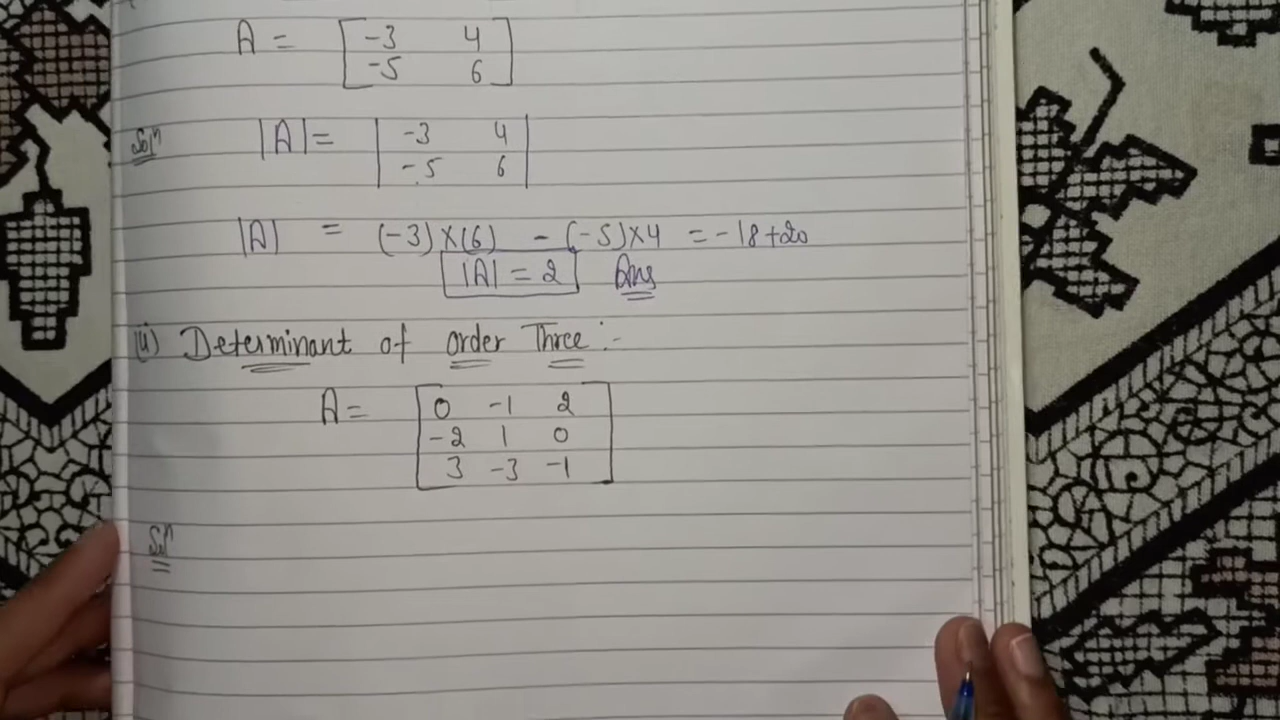 A = [ -3 4
-5 6 ]
Solⁿ |A| = | -3 4
-5 6 |
|A| = (-3)×(6) - (-5)×4 = -18+20
|A| = 2 Ans
(ii) Determinant of order Three :-
A = [ 0 -1 2
-2 1 0
3 -3 -1 ]
Solⁿ